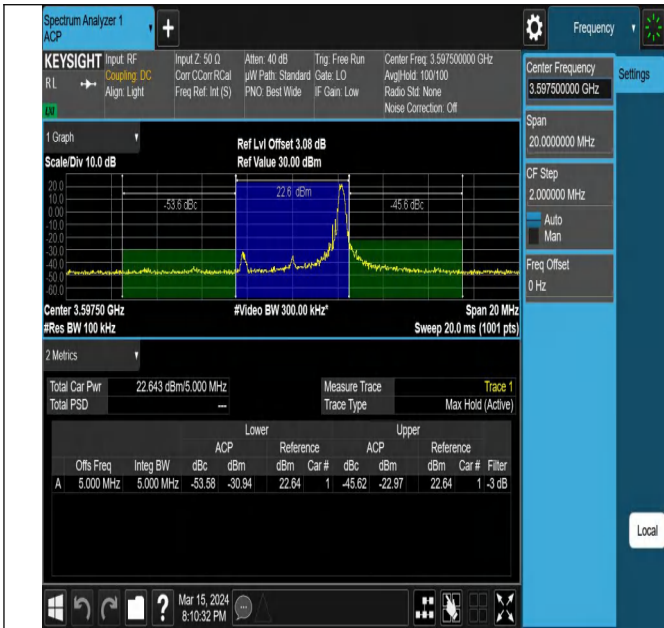 Spectrum Analyzer 1
ACP
Frequency
KEYSIGHT Input: RF Input Z: 50 Ω Atten: 40 dB Trig: Free Run Center Freq: 3.597500000 GHz
RL Coupling: DC Corr CCorr RCal µW Path: Standard Gate: LO Avg|Hold: 100/100
Align: Light Freq Ref: Int (S) PNO: Best Wide IF Gain: Low Radio Std: None
LXI Noise Correction: Off
1 Graph
Ref Lvl Offset 3.08 dB
Scale/Div 10.0 dB Ref Value 30.00 dBm
20.0
10.0
0.00
-10.0
-20.0
-30.0
-40.0
-50.0
-60.0
-53.6 dBc 22.6 dBm -45.6 dBc
Center 3.59750 GHz #Video BW 300.00 kHz* Span 20 MHz
#Res BW 100 kHz Sweep 20.0 ms (1001 pts)
2 Metrics
Total Car Pwr 22.643 dBm/5.000 MHz Measure Trace Trace 1
Total PSD --- Trace Type Max Hold (Active)
Lower Upper
ACP Reference ACP Reference
Offs Freq Integ BW dBc dBm dBm Car # dBc dBm dBm Car # Filter
A 5.000 MHz 5.000 MHz -53.58 -30.94 22.64 1 -45.62 -22.97 22.64 1 -3 dB
Center Frequency
3.597500000 GHz
Settings
Span
20.0000000 MHz
CF Step
2.000000 MHz
Auto
Man
Freq Offset
0 Hz
Local
?
Mar 15, 2024
8:10:32 PM